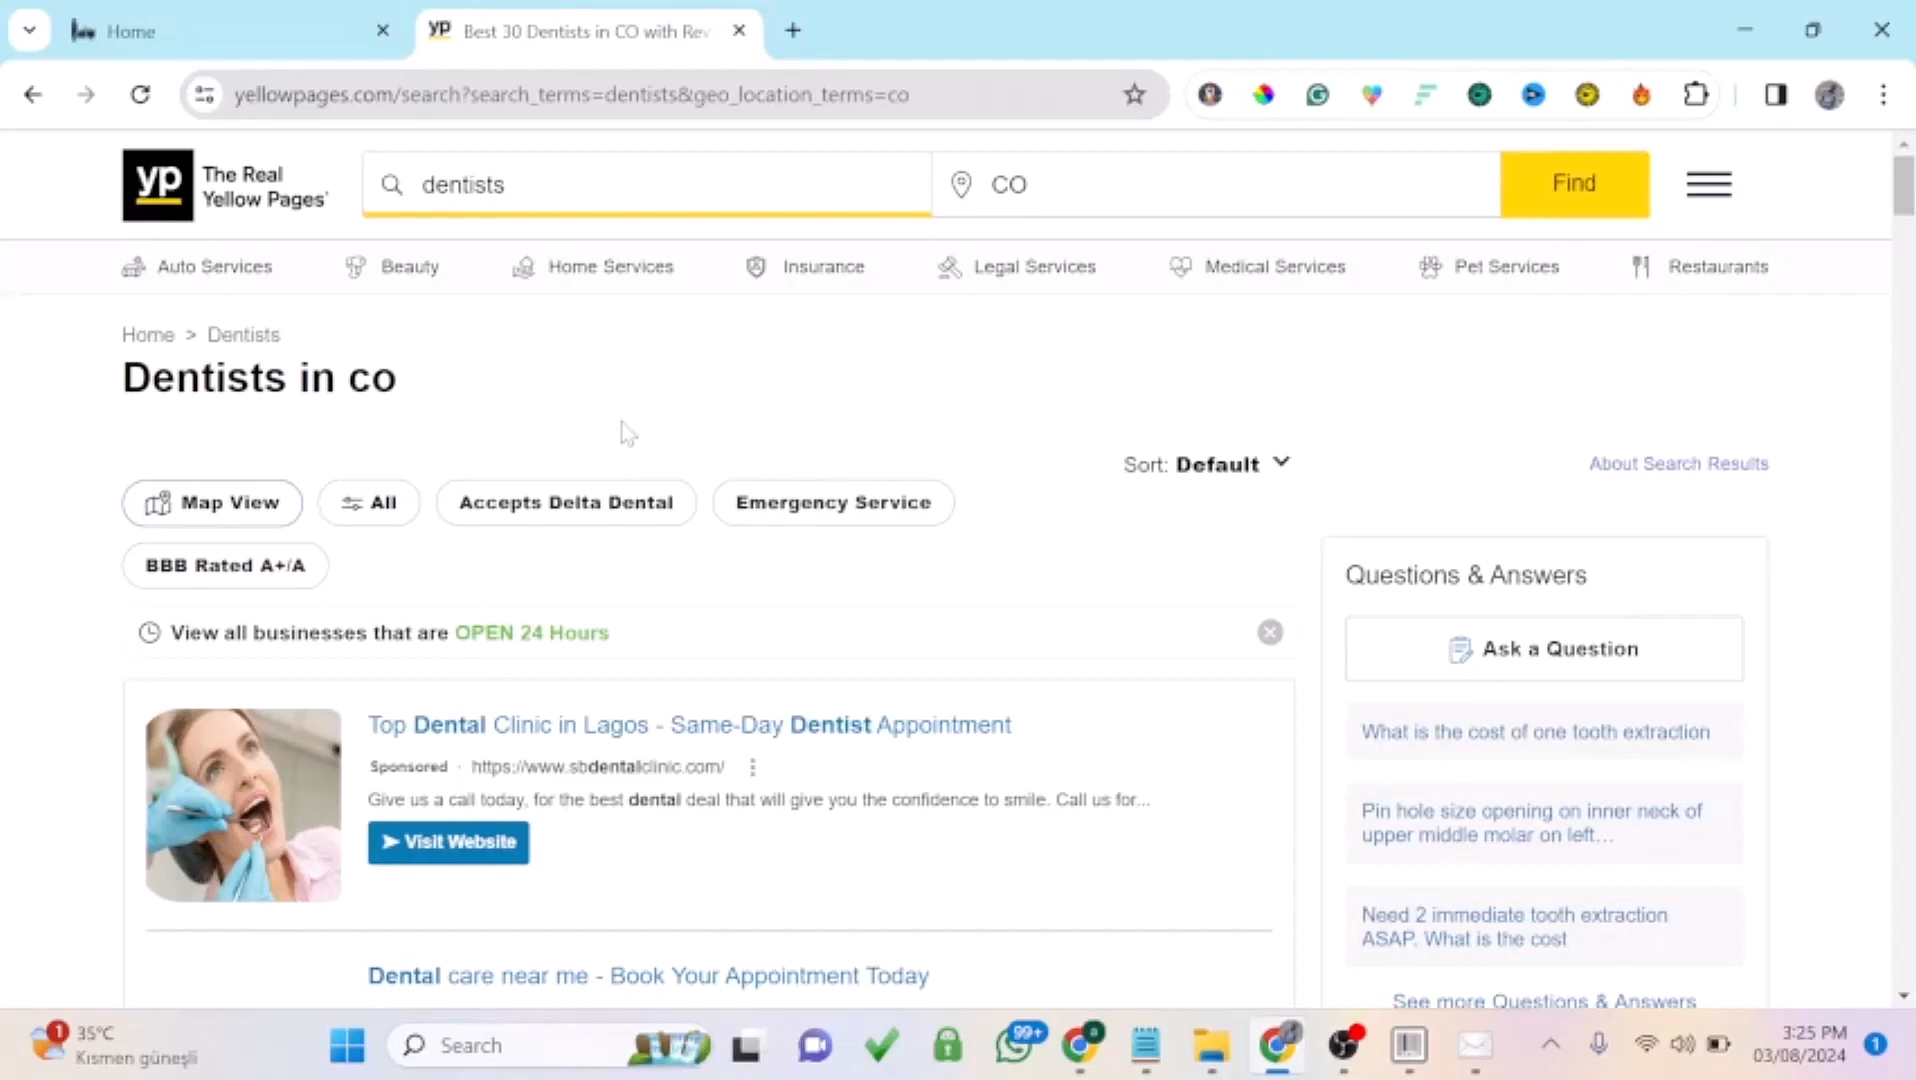 Home
yp Best 30 Dentists in CO with Rev
yellowpages.com/search?search_terms=dentists&geo_location_terms=co
yp The Real
Yellow Pages
dentists
CO
Find
Auto Services
Beauty
Home Services
Insurance
Legal Services
Medical Services
Pet Services
Restaurants
Home > Dentists
Dentists in co
Sort: Default
About Search Results
Map View
All
Accepts Delta Dental
Emergency Service
BBB Rated A+/A
View all businesses that are OPEN 24 Hours
Top Dental Clinic in Lagos - Same-Day Dentist Appointment
Sponsored · https://www.sbdentalclinic.com/
Give us a call today, for the best dental deal that will give you the confidence to smile. Call us for...
Visit Website
Dental care near me - Book Your Appointment Today
Questions & Answers
Ask a Question
What is the cost of one tooth extraction
Pin hole size opening on inner neck of
upper middle molar on left...
Need 2 immediate tooth extraction
ASAP. What is the cost
See more Questions & Answers
1
35°C
Kısmen güneşli
Search
99+
a
3:25 PM
03/08/2024
1